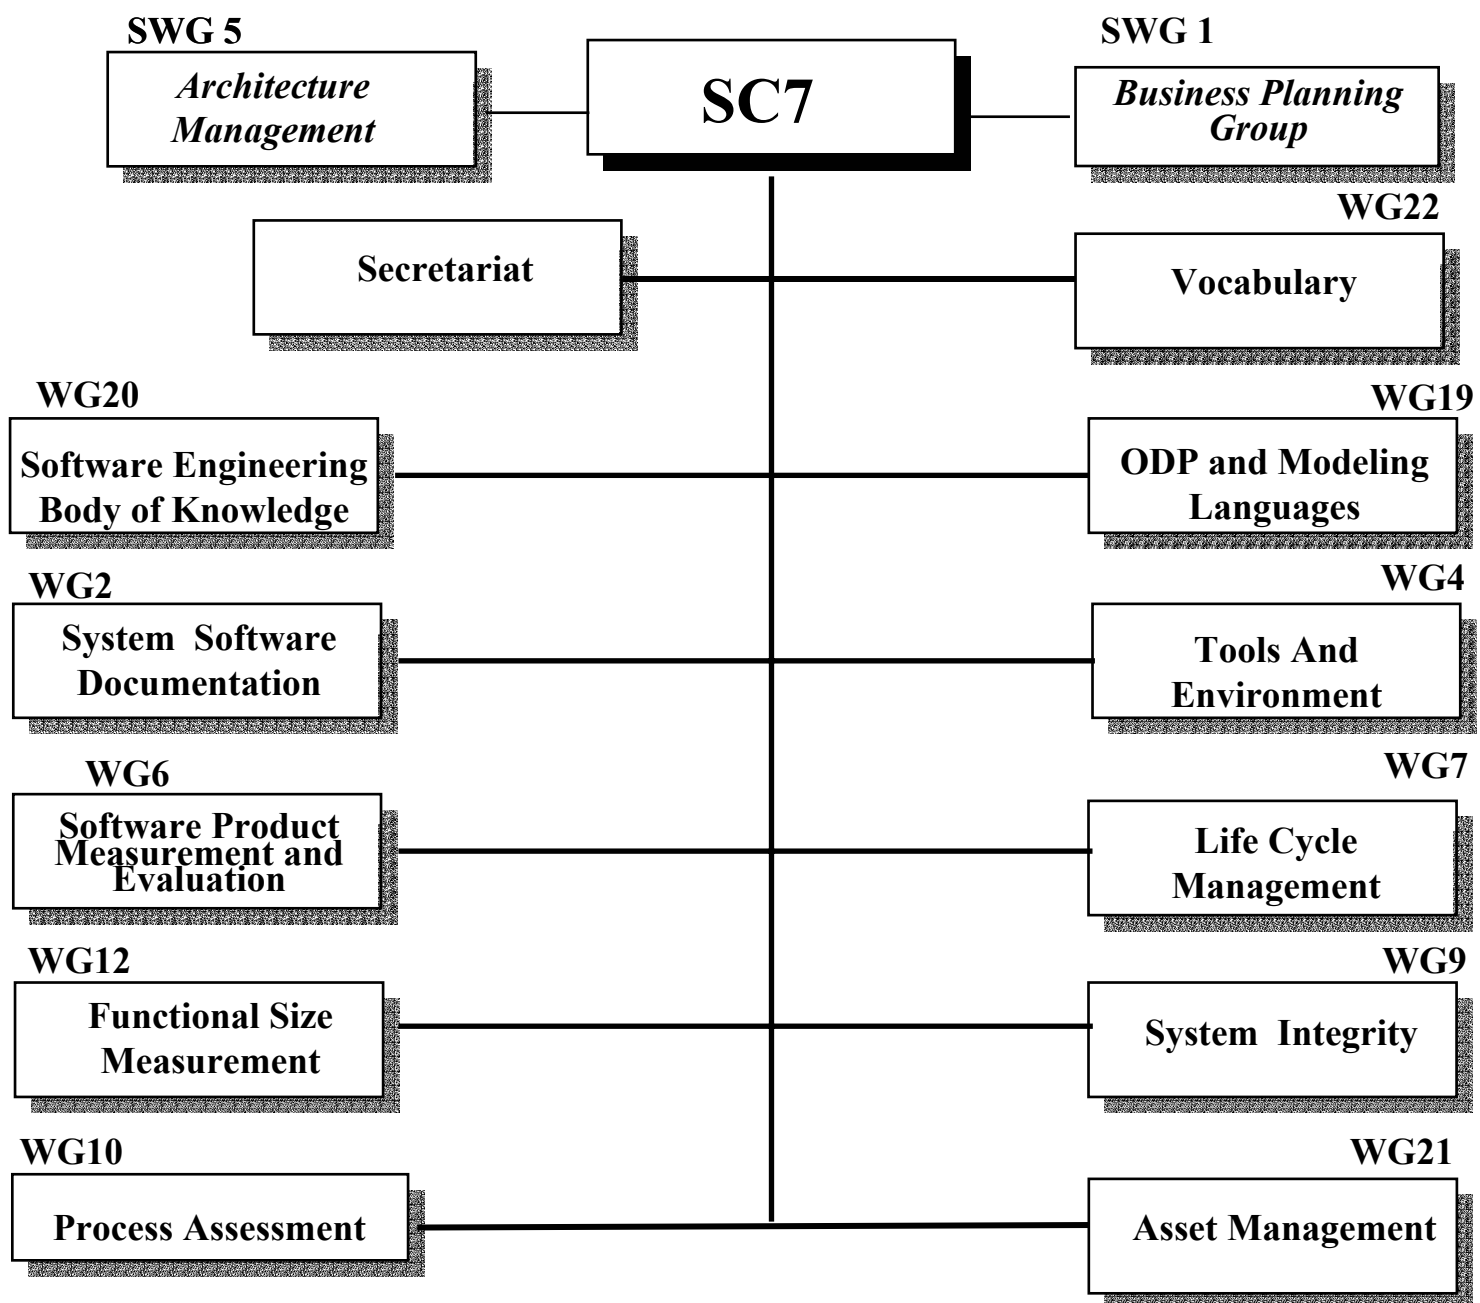 SWG 5
Architecture
Management
SC7
SWG 1
Business Planning
Group
Secretariat
WG22
Vocabulary
WG20
Software Engineering
Body of Knowledge
WG19
ODP and Modeling
Languages
WG2
System Software
Documentation
WG4
Tools And
Environment
WG6
Software Product
Measurement and
Evaluation
WG7
Life Cycle
Management
WG12
Functional Size
Measurement
WG9
System Integrity
WG10
Process Assessment
WG21
Asset Management